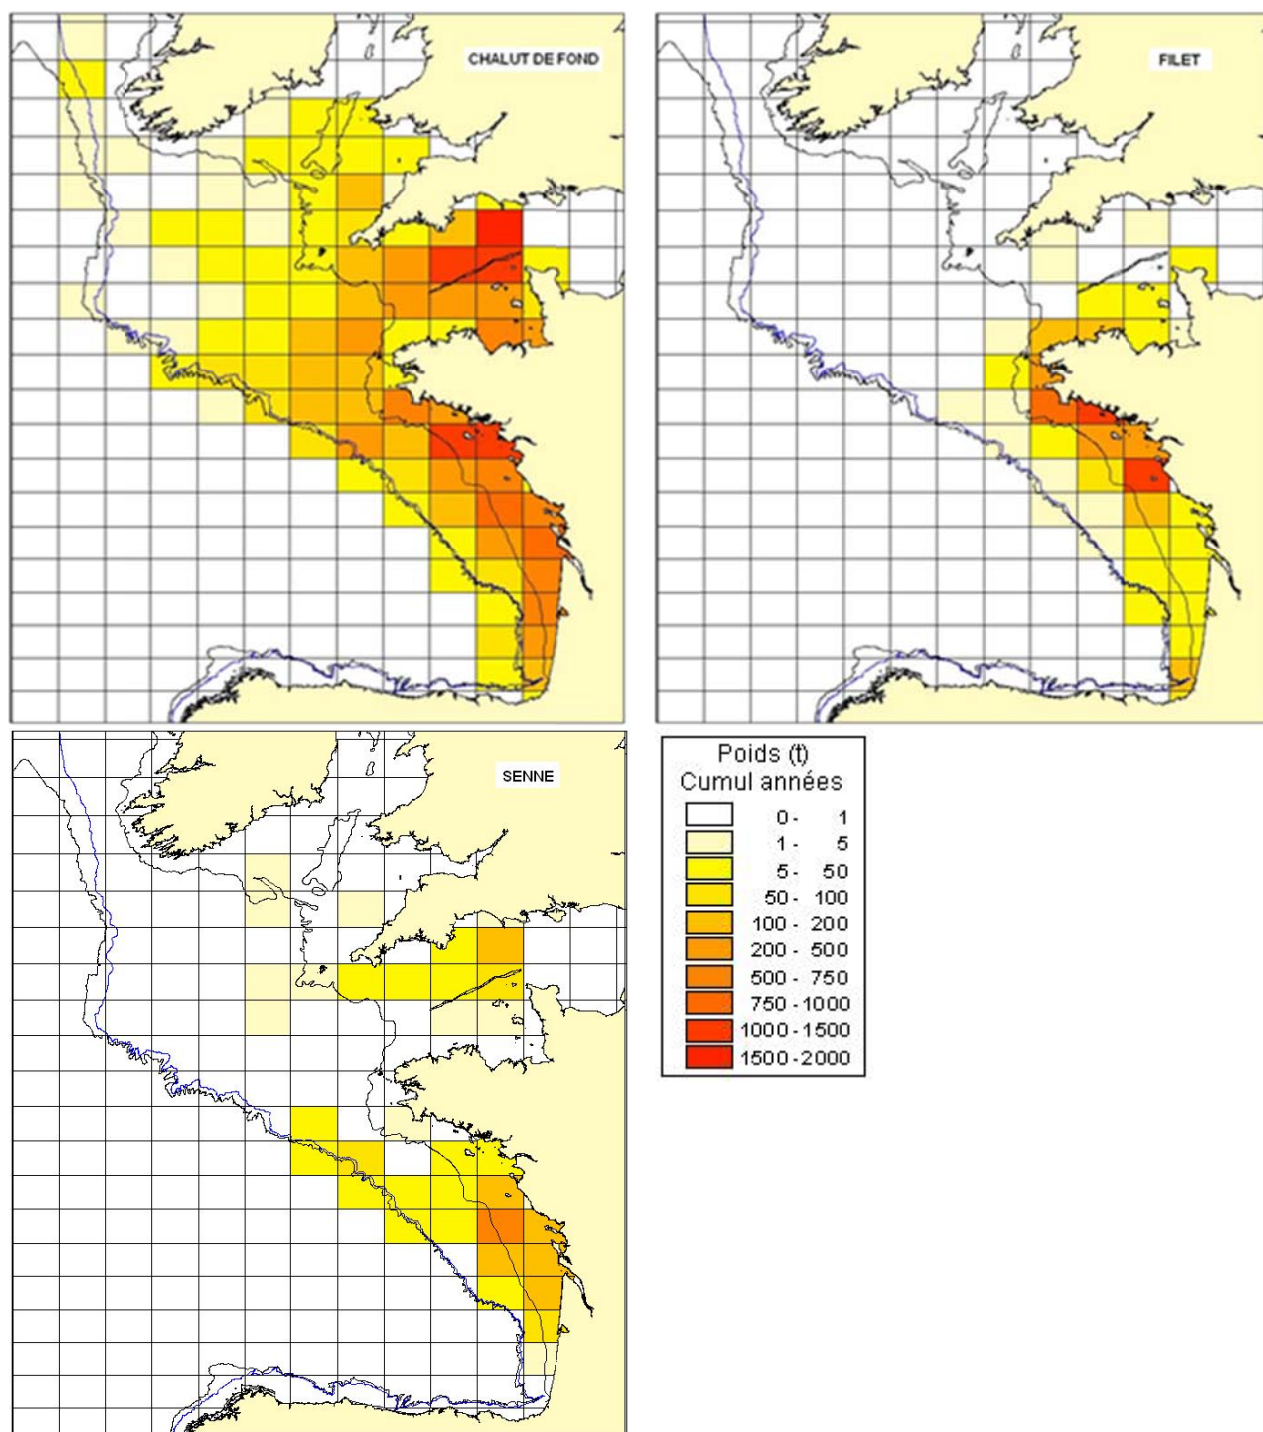 CHALUT DE FOND
FILET
SENNE
Poids (t)
Cumul années
0 - 1
1 - 5
5 - 50
50 - 100
100 - 200
200 - 500
500 - 750
750 - 1000
1000 - 1500
1500 - 2000